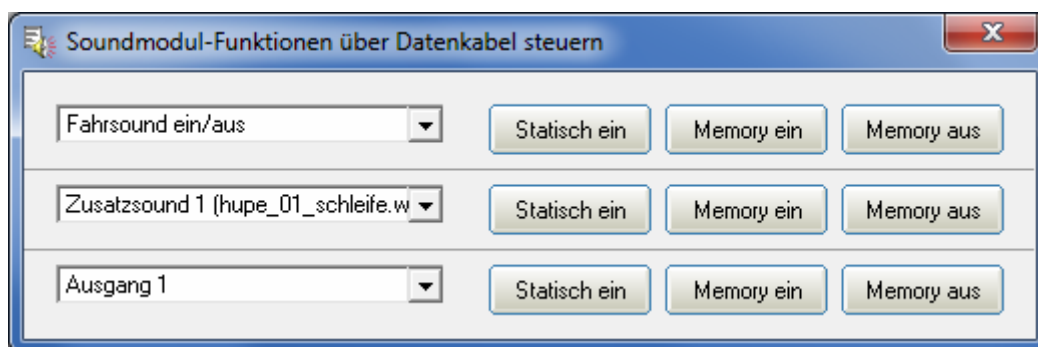 Soundmodul-Funktionen über Datenkabel steuern
Fahrsound ein/aus Statisch ein Memory ein Memory aus
Zusatzsound 1 (hupe_01_schleife.w Statisch ein Memory ein Memory aus
Ausgang 1 Statisch ein Memory ein Memory aus